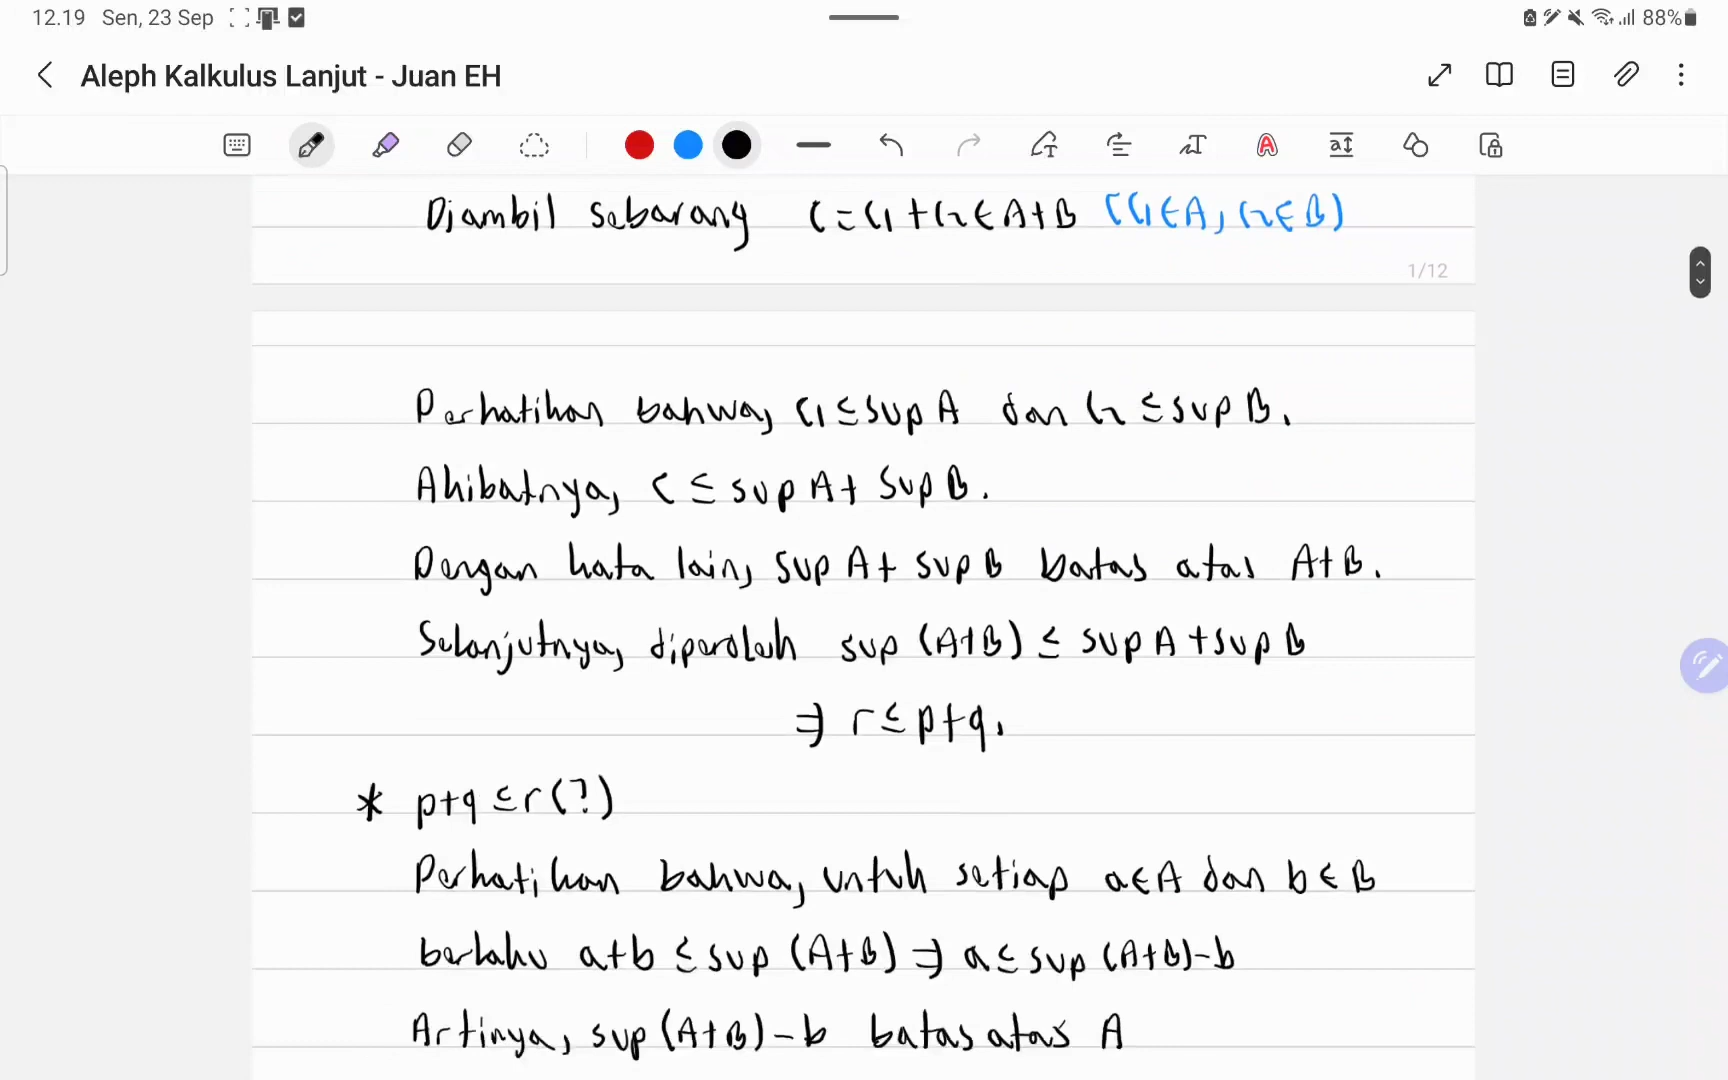 12.19 Sen, 23 Sep 88%
Aleph Kalkulus Lanjut - Juan EH
Diambil sebarang c = c₁ + c₂ ∈ A+B (c₁ ∈ A, c₂ ∈ B)
1/12
Perhatikan bahwa, c₁ ≤ sup A dan c₂ ≤ sup B.
Akibatnya, c ≤ sup A + sup B.
Dengan kata lain, sup A + sup B batas atas A+B.
Selanjutnya, diperoleh sup (A+B) ≤ sup A + sup B
⇒ r ≤ p+q.
* p+q ≤ r (?)
Perhatikan bahwa, untuk setiap a ∈ A dan b ∈ B
berlaku a+b ≤ sup (A+B) ⇒ a ≤ sup (A+B) - b
Artinya, sup (A+B) - b batas atas A